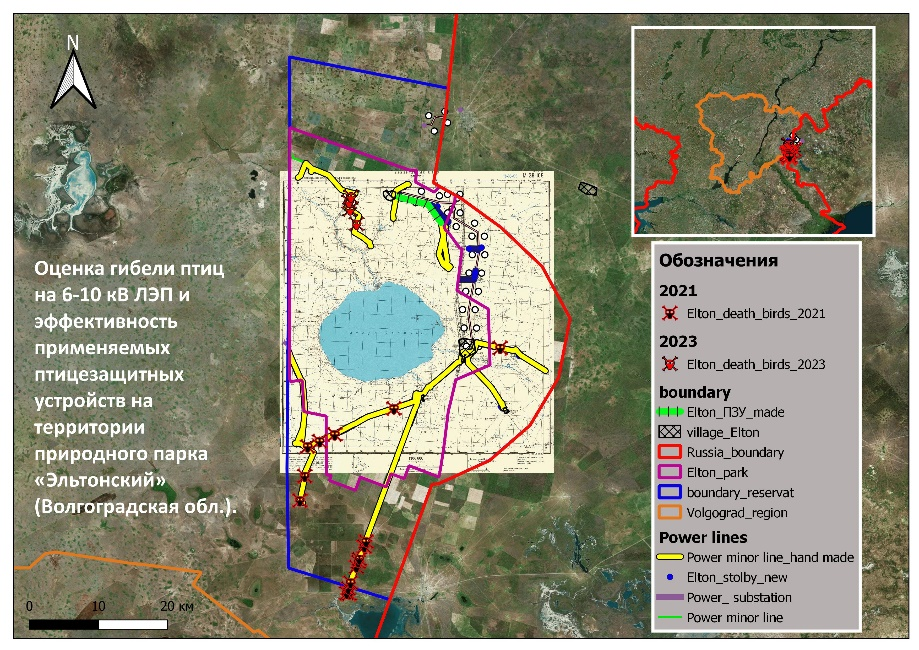 N
Оценка гибели птиц
на 6-10 кВ ЛЭП и
эффективность
применяемых
птицезащитных
устройств на
территории
природного парка
«Эльтонский»
(Волгоградская обл.).
0 10 20 км
Обозначения
2021
Elton_death_birds_2021
2023
Elton_death_birds_2023
boundary
Elton_ПЗУ_made
village_Elton
Russia_boundary
Elton_park
boundary_reservat
Volgograd_region
Power lines
Power minor line_hand made
Elton_stolby_new
Power_ substation
Power minor line